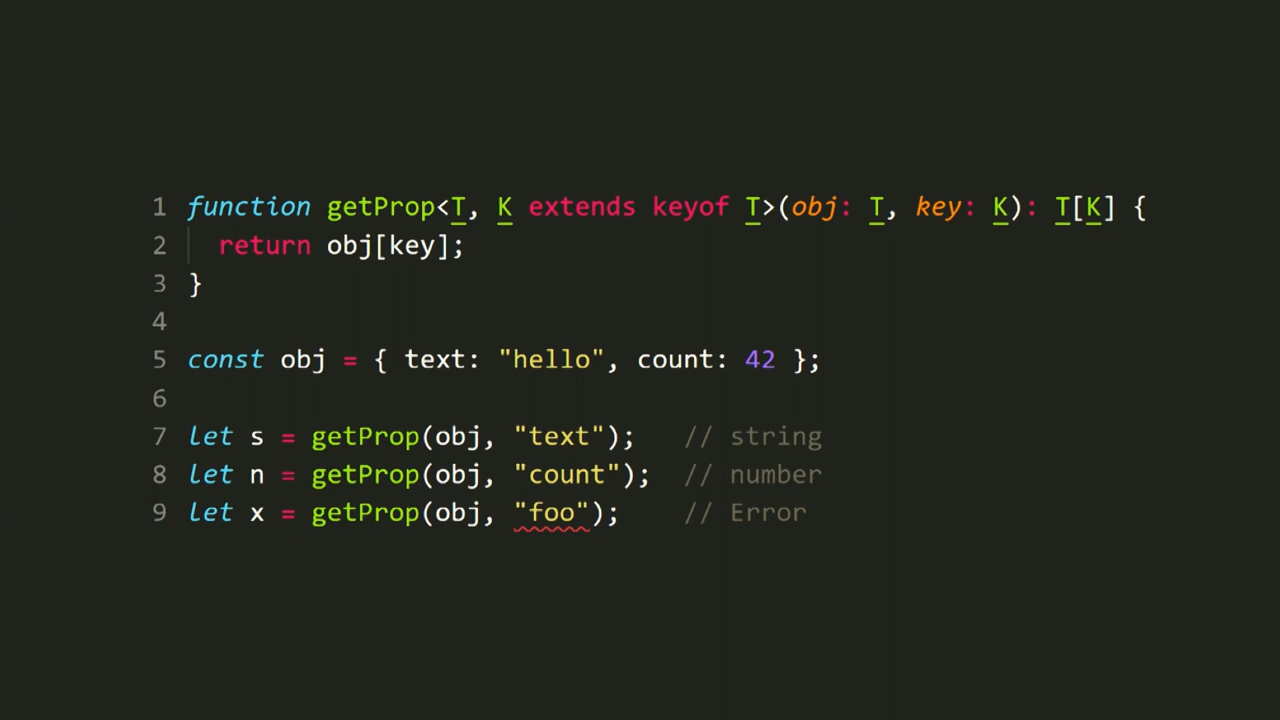 1 function getProp<T, K extends keyof T>(obj: T, key: K): T[K] {
2   return obj[key];
3 }
4
5 const obj = { text: "hello", count: 42 };
6
7 let s = getProp(obj, "text");   // string
8 let n = getProp(obj, "count");  // number
9 let x = getProp(obj, "foo");    // Error